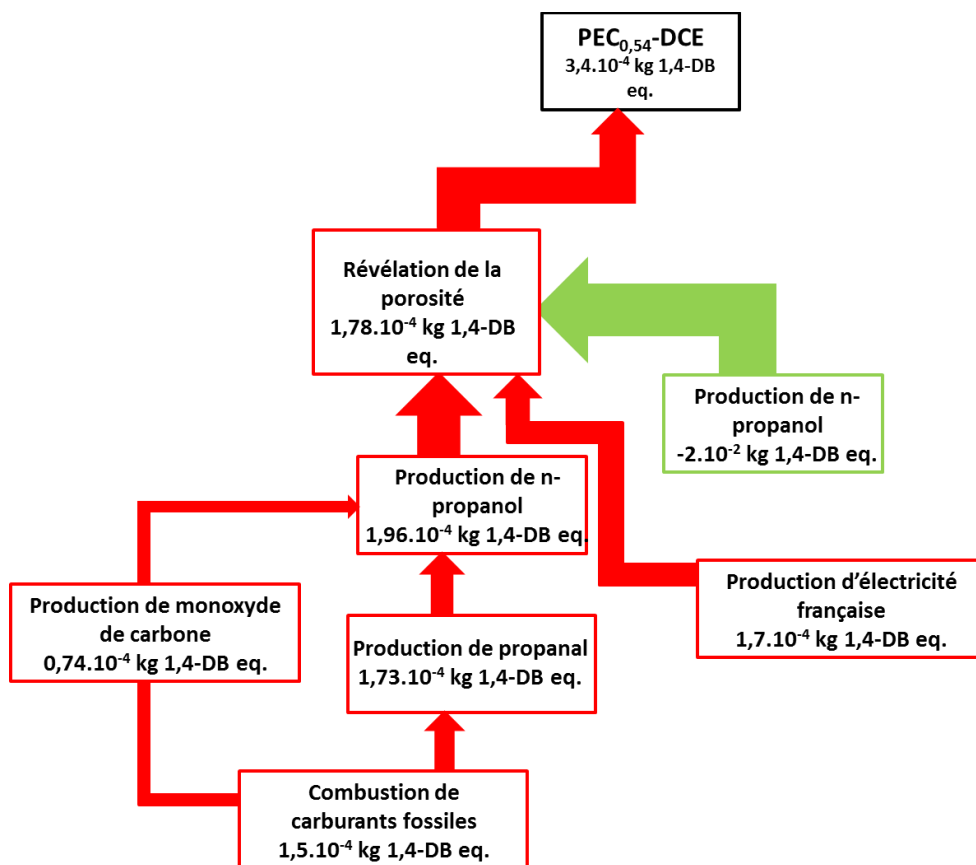 PEC0,54-DCE
3,4.10-4 kg 1,4-DB
eq.
Révélation de la
porosité
1,78.10-4 kg 1,4-DB
eq.
Production de n-
propanol
-2.10-2 kg 1,4-DB eq.
Production de n-
propanol
1,96.10-4 kg 1,4-DB eq.
Production d'électricité
française
1,7.10-4 kg 1,4-DB eq.
Production de monoxyde
de carbone
0,74.10-4 kg 1,4-DB eq.
Production de propanal
1,73.10-4 kg 1,4-DB eq.
Combustion de
carburants fossiles
1,5.10-4 kg 1,4-DB eq.